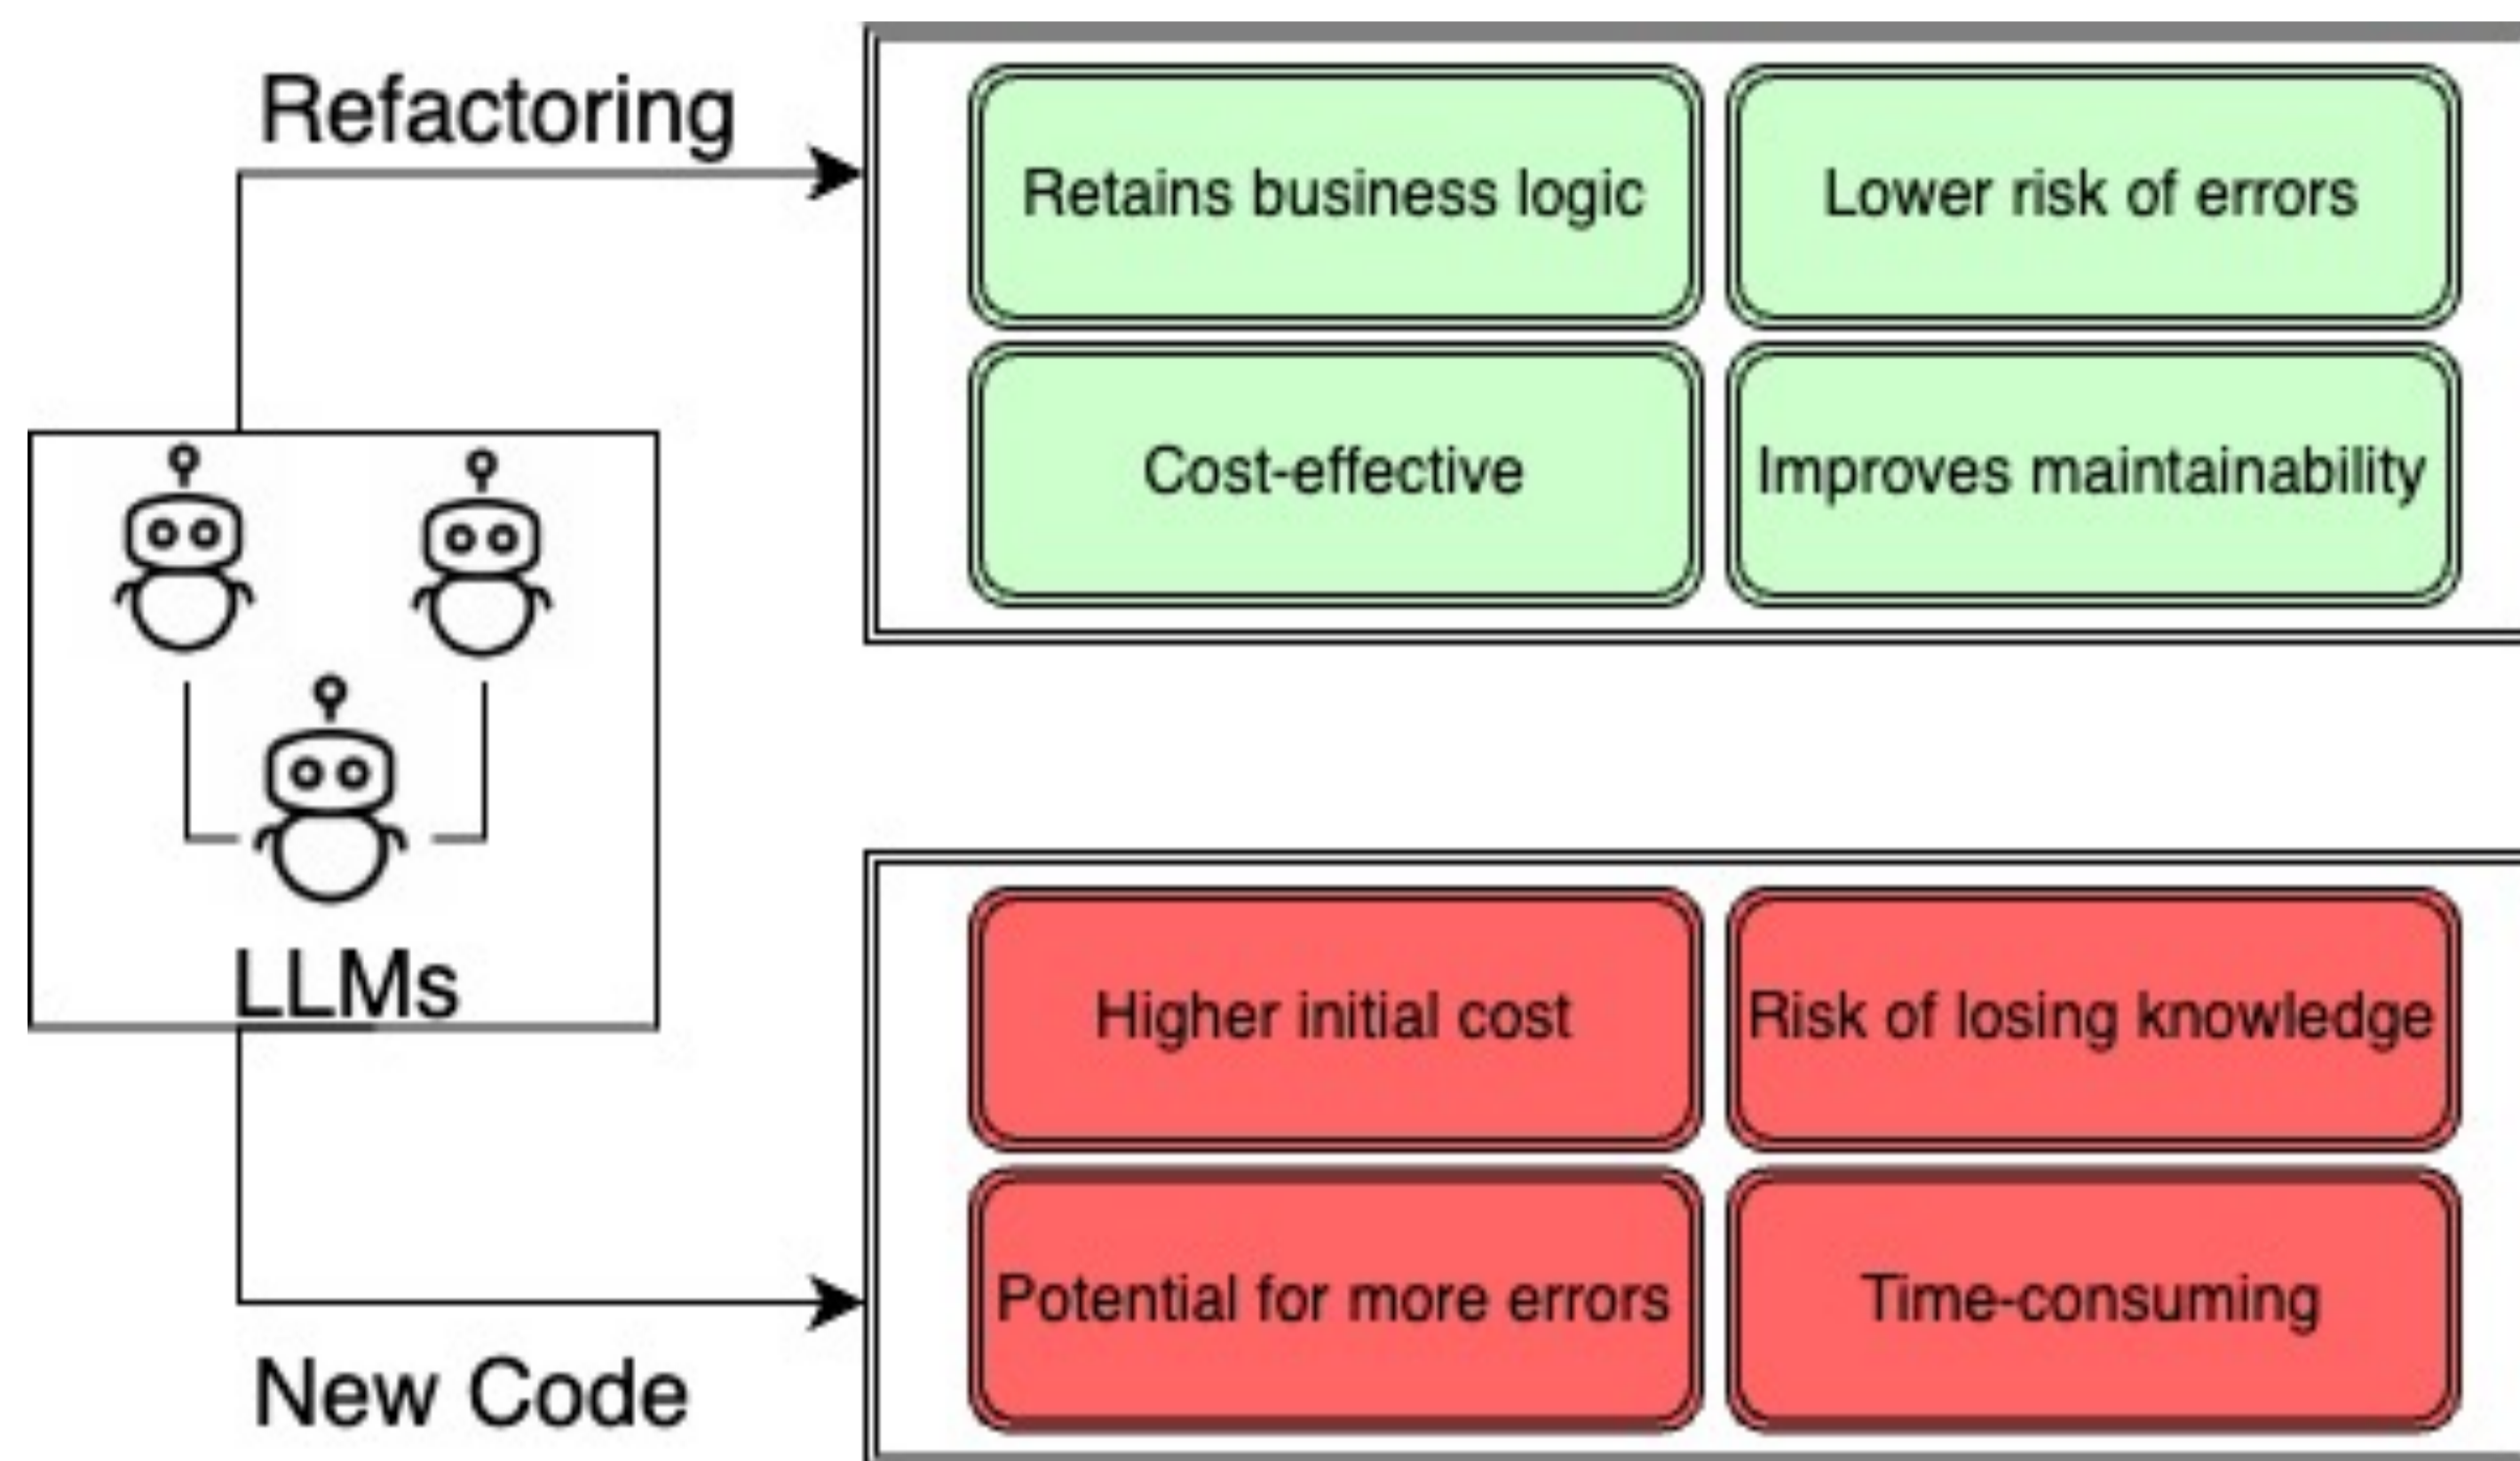 Refactoring
Retains business logic
Lower risk of errors
Cost-effective
Improves maintainability
LLMs
Higher initial cost
Risk of losing knowledge
Potential for more errors
Time-consuming
New Code